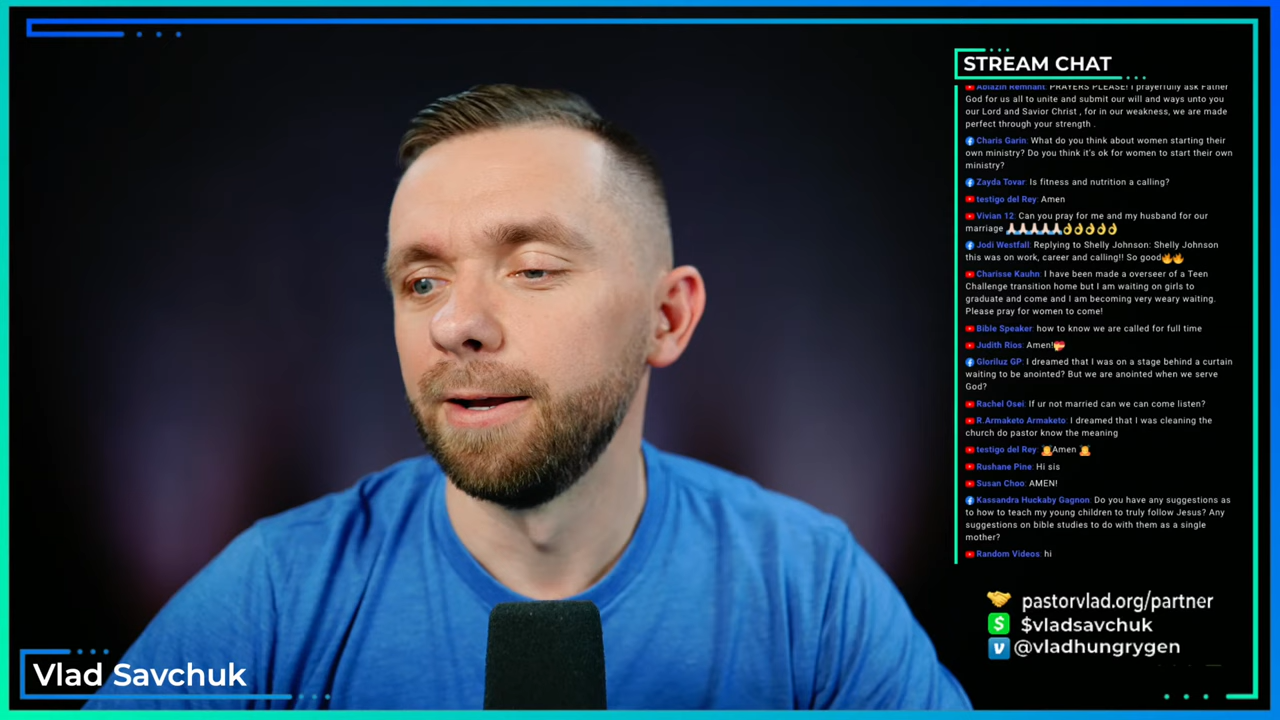 STREAM CHAT
Ablazin Remnant: PRAYERS PLEASE! I prayerfully ask Father
God for us all to unite and submit our will and ways unto you
our Lord and Savior Christ , for in our weakness, we are made
perfect through your strength .
Charis Garin: What do you think about women starting their
own ministry? Do you think it's ok for women to start their own
ministry?
Zayda Tovar: Is fitness and nutrition a calling?
testigo del Rey: Amen
Vivian 12: Can you pray for me and my husband for our
marriage 🙏🏻🙏🏻🙏🏻🙏🏻🙏🏻👌👌👌👌👌
Jodi Westfall: Replying to Shelly Johnson: Shelly Johnson
this was on work, career and calling!! So good🔥🔥
Charisse Kauhn: I have been made a overseer of a Teen
Challenge transition home but I am waiting on girls to
graduate and come and I am becoming very weary waiting.
Please pray for women to come!
Bible Speaker: how to know we are called for full time
Judith Rios: Amen!💝
Gloriluz GP: I dreamed that I was on a stage behind a curtain
waiting to be anointed? But we are anointed when we serve
God?
Rachel Osei: If ur not married can we can come listen?
R.Armaketo Armaketo: I dreamed that I was cleaning the
church do pastor know the meaning
testigo del Rey: Amen
Rushane Pine: Hi sis
Susan Choo: AMEN!
Kassandra Huckaby Gagnon: Do you have any suggestions as
to how to teach my young children to truly follow Jesus? Any
suggestions on bible studies to do with them as a single
mother?
Random Videos: hi
pastorvlad.org/partner
$vladsavchuk
@vladhungrygen
Vlad Savchuk